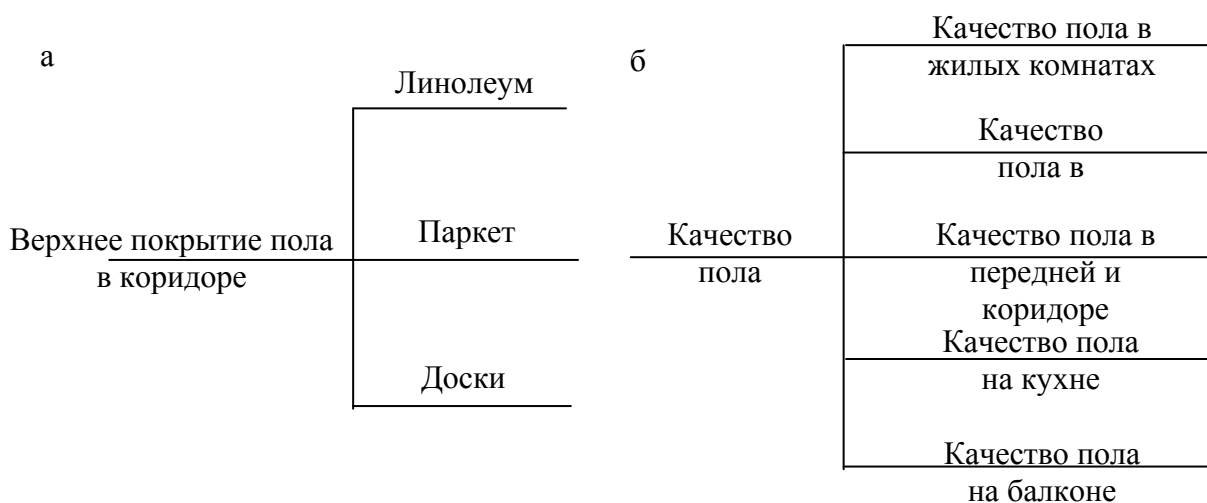 а
Линолеум
Верхнее покрытие пола
в коридоре
Паркет
Доски
б
Качество
пола
Качество пола в
жилых комнатах
Качество
пола в
Качество пола в
передней и
коридоре
Качество пола
на кухне
Качество пола
на балконе